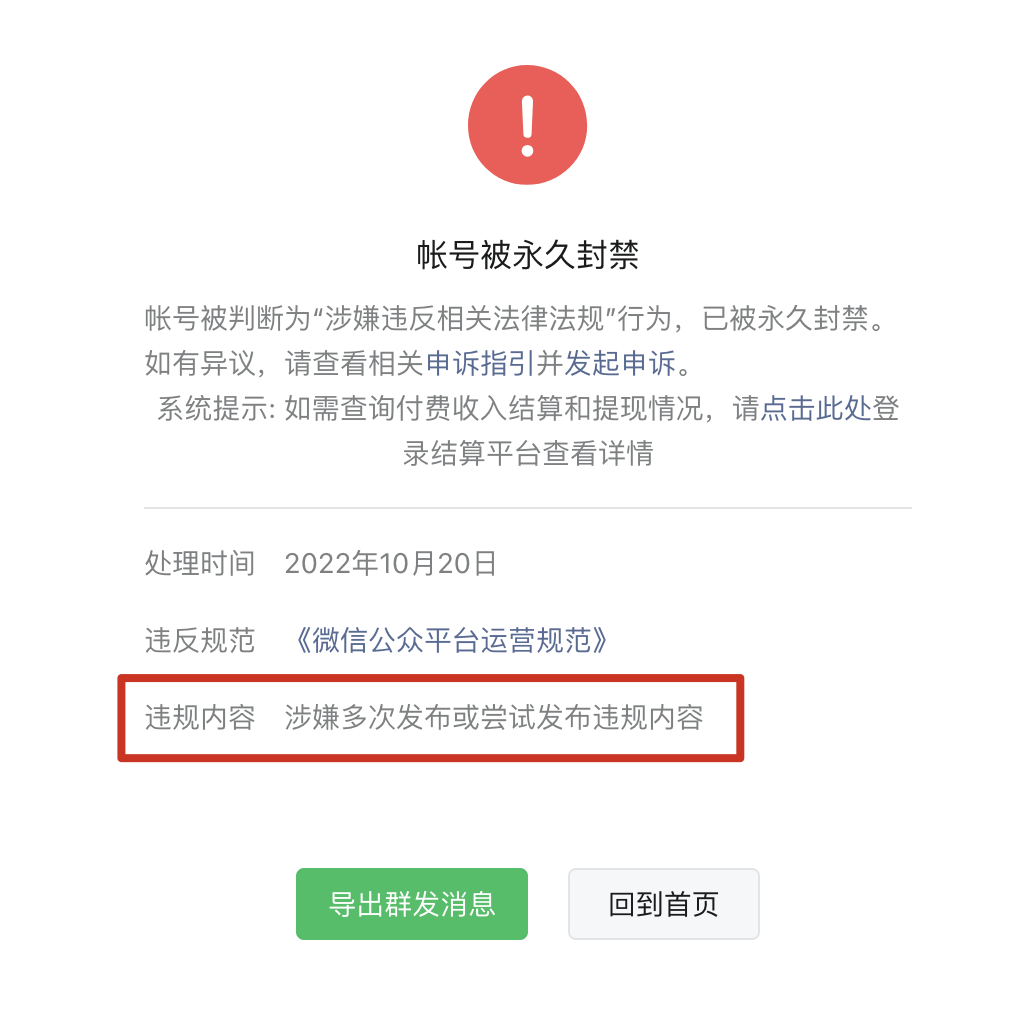 帐号被永久封禁
帐号被判断为“涉嫌违反相关法律法规”行为，已被永久封禁。
如有异议，请查看相关申诉指引并发起申诉。
系统提示: 如需查询付费收入结算和提现情况，请点击此处登
录结算平台查看详情
处理时间 2022年10月20日
违反规范 《微信公众平台运营规范》
违规内容 涉嫌多次发布或尝试发布违规内容
导出群发消息 回到首页